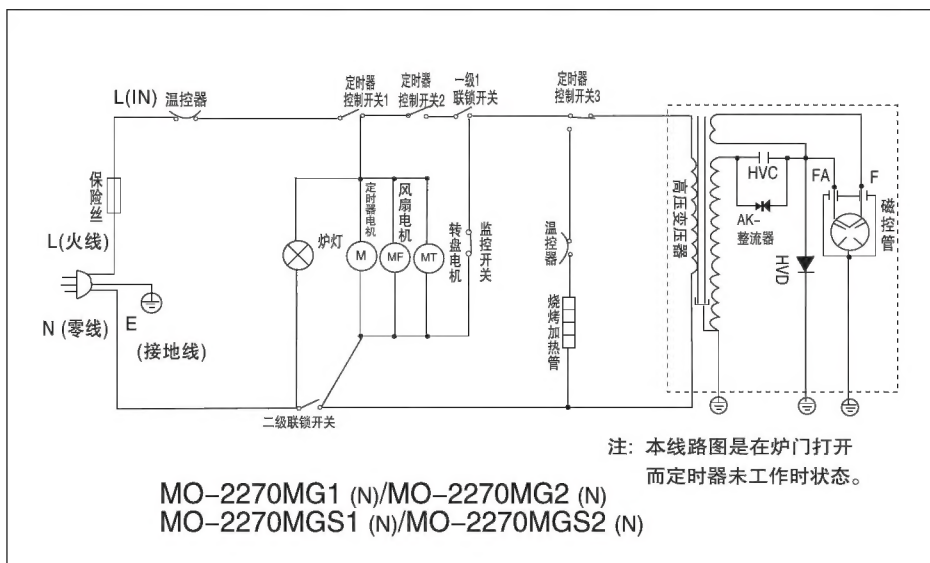 L(IN) 温控器
定时器
控制开关1
定时器
控制开关2
一级1
联锁开关
定时器
控制开关3
保险丝
L(火线)
N (零线)
E
(接地线)
炉灯
定时器电机
M
风扇电机
MF
MT
转盘电机
监控开关
温控器
烧烤加热管
高压变压器
HVC
AK-
整流器
HVD
FA
F
磁控管
二级联锁开关
注: 本线路图是在炉门打开
而定时器未工作时状态。
MO-2270MG1 (N)/MO-2270MG2 (N)
MO-2270MGS1 (N)/MO-2270MGS2 (N)